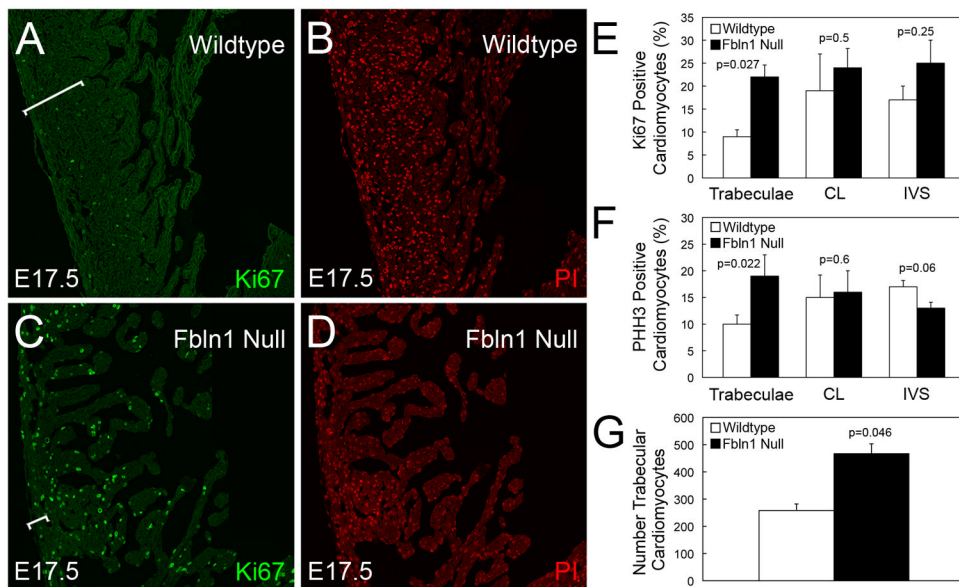 A Wildtype
E17.5 Ki67
B Wildtype
E17.5 PI
C Fbln1 Null
E17.5 Ki67
D Fbln1 Null
E17.5 PI
E
Ki67 Positive
Cardiomyocytes (%)
35
30
25
20
15
10
5
0
Wildtype
Fbln1 Null
p=0.027
p=0.5
p=0.25
Trabeculae CL IVS
F
PHH3 Positive
Cardiomyocytes (%)
30
25
20
15
10
5
0
Wildtype
Fbln1 Null
p=0.022
p=0.6
p=0.06
Trabeculae CL IVS
G
Number Trabecular
Cardiomyocytes
600
500
400
300
200
100
0
Wildtype
Fbln1 Null
p=0.046